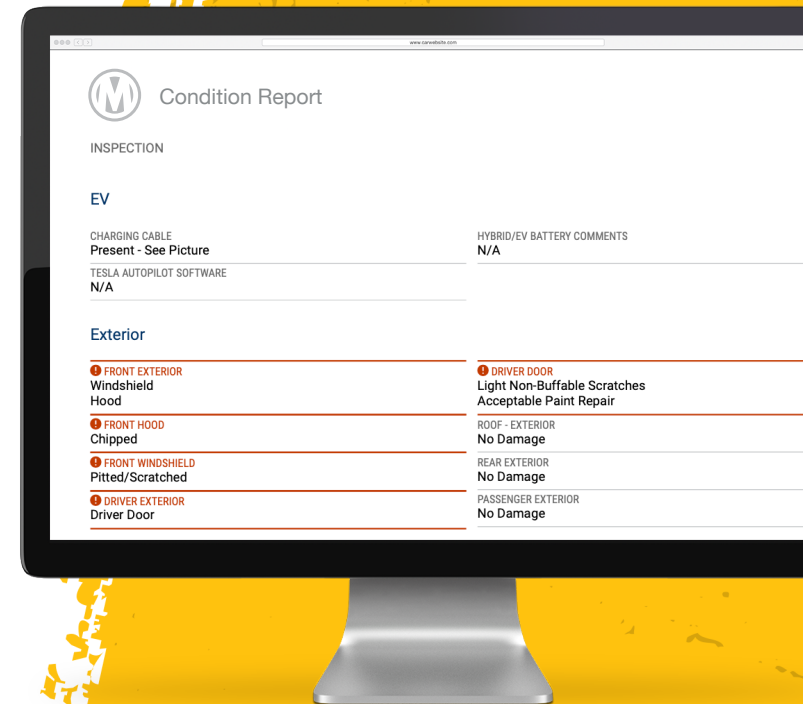 www.carwebsite.com
M
Condition Report
INSPECTION
EV
CHARGING CABLE
Present - See Picture
HYBRID/EV BATTERY COMMENTS
N/A
TESLA AUTOPILOT SOFTWARE
N/A
Exterior
FRONT EXTERIOR
Windshield
Hood
FRONT HOOD
Chipped
FRONT WINDSHIELD
Pitted/Scratched
DRIVER EXTERIOR
Driver Door
DRIVER DOOR
Light Non-Buffable Scratches
Acceptable Paint Repair
ROOF - EXTERIOR
No Damage
REAR EXTERIOR
No Damage
PASSENGER EXTERIOR
No Damage